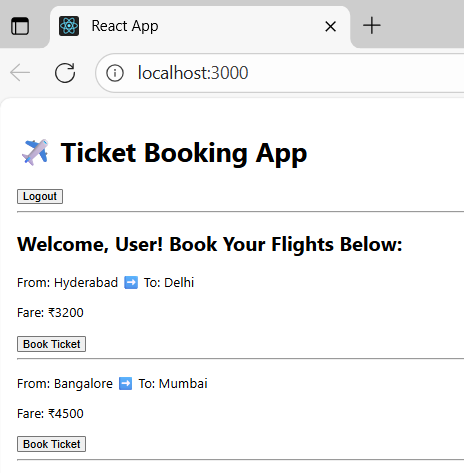 React App
localhost:3000
✈️ Ticket Booking App
Logout
Welcome, User! Book Your Flights Below:
From: Hyderabad ➡️ To: Delhi
Fare: ₹3200
Book Ticket
From: Bangalore ➡️ To: Mumbai
Fare: ₹4500
Book Ticket